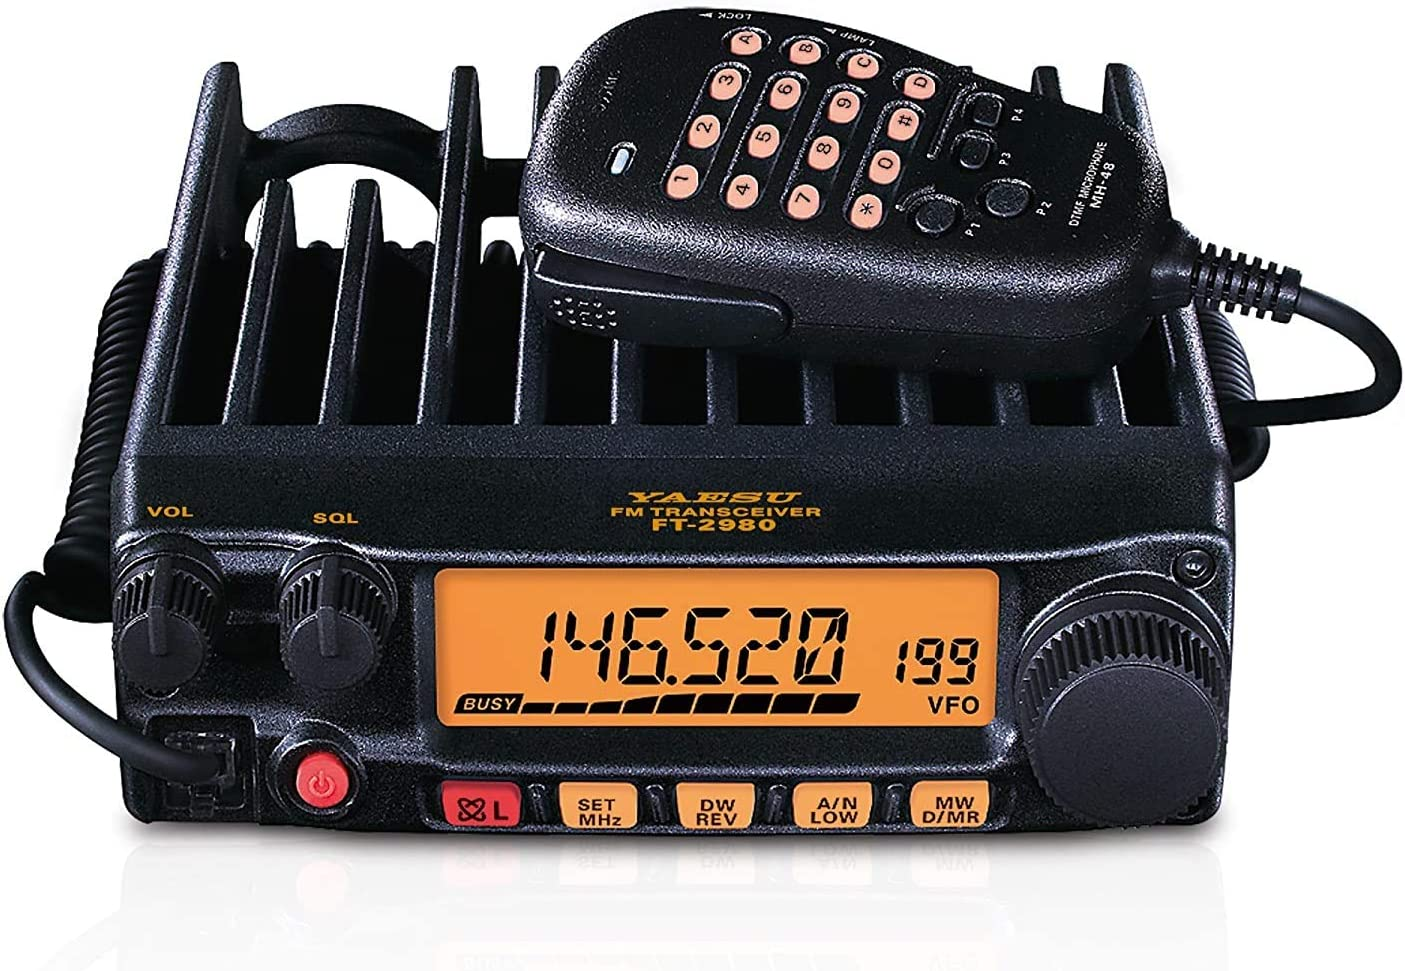 LOCK
LAMP
A
B
C
D
3
6
9
#
2
5
8
0
1
4
7
*
P4
P3
P2
P1
DTMF MICROPHONE
MH-48
YAESU
FM TRANSCEIVER
FT-2980
VOL
SQL
146.520
199
BUSY
VFO
L
SET
MHz
DW
REV
A/N
LOW
MW
D/MR